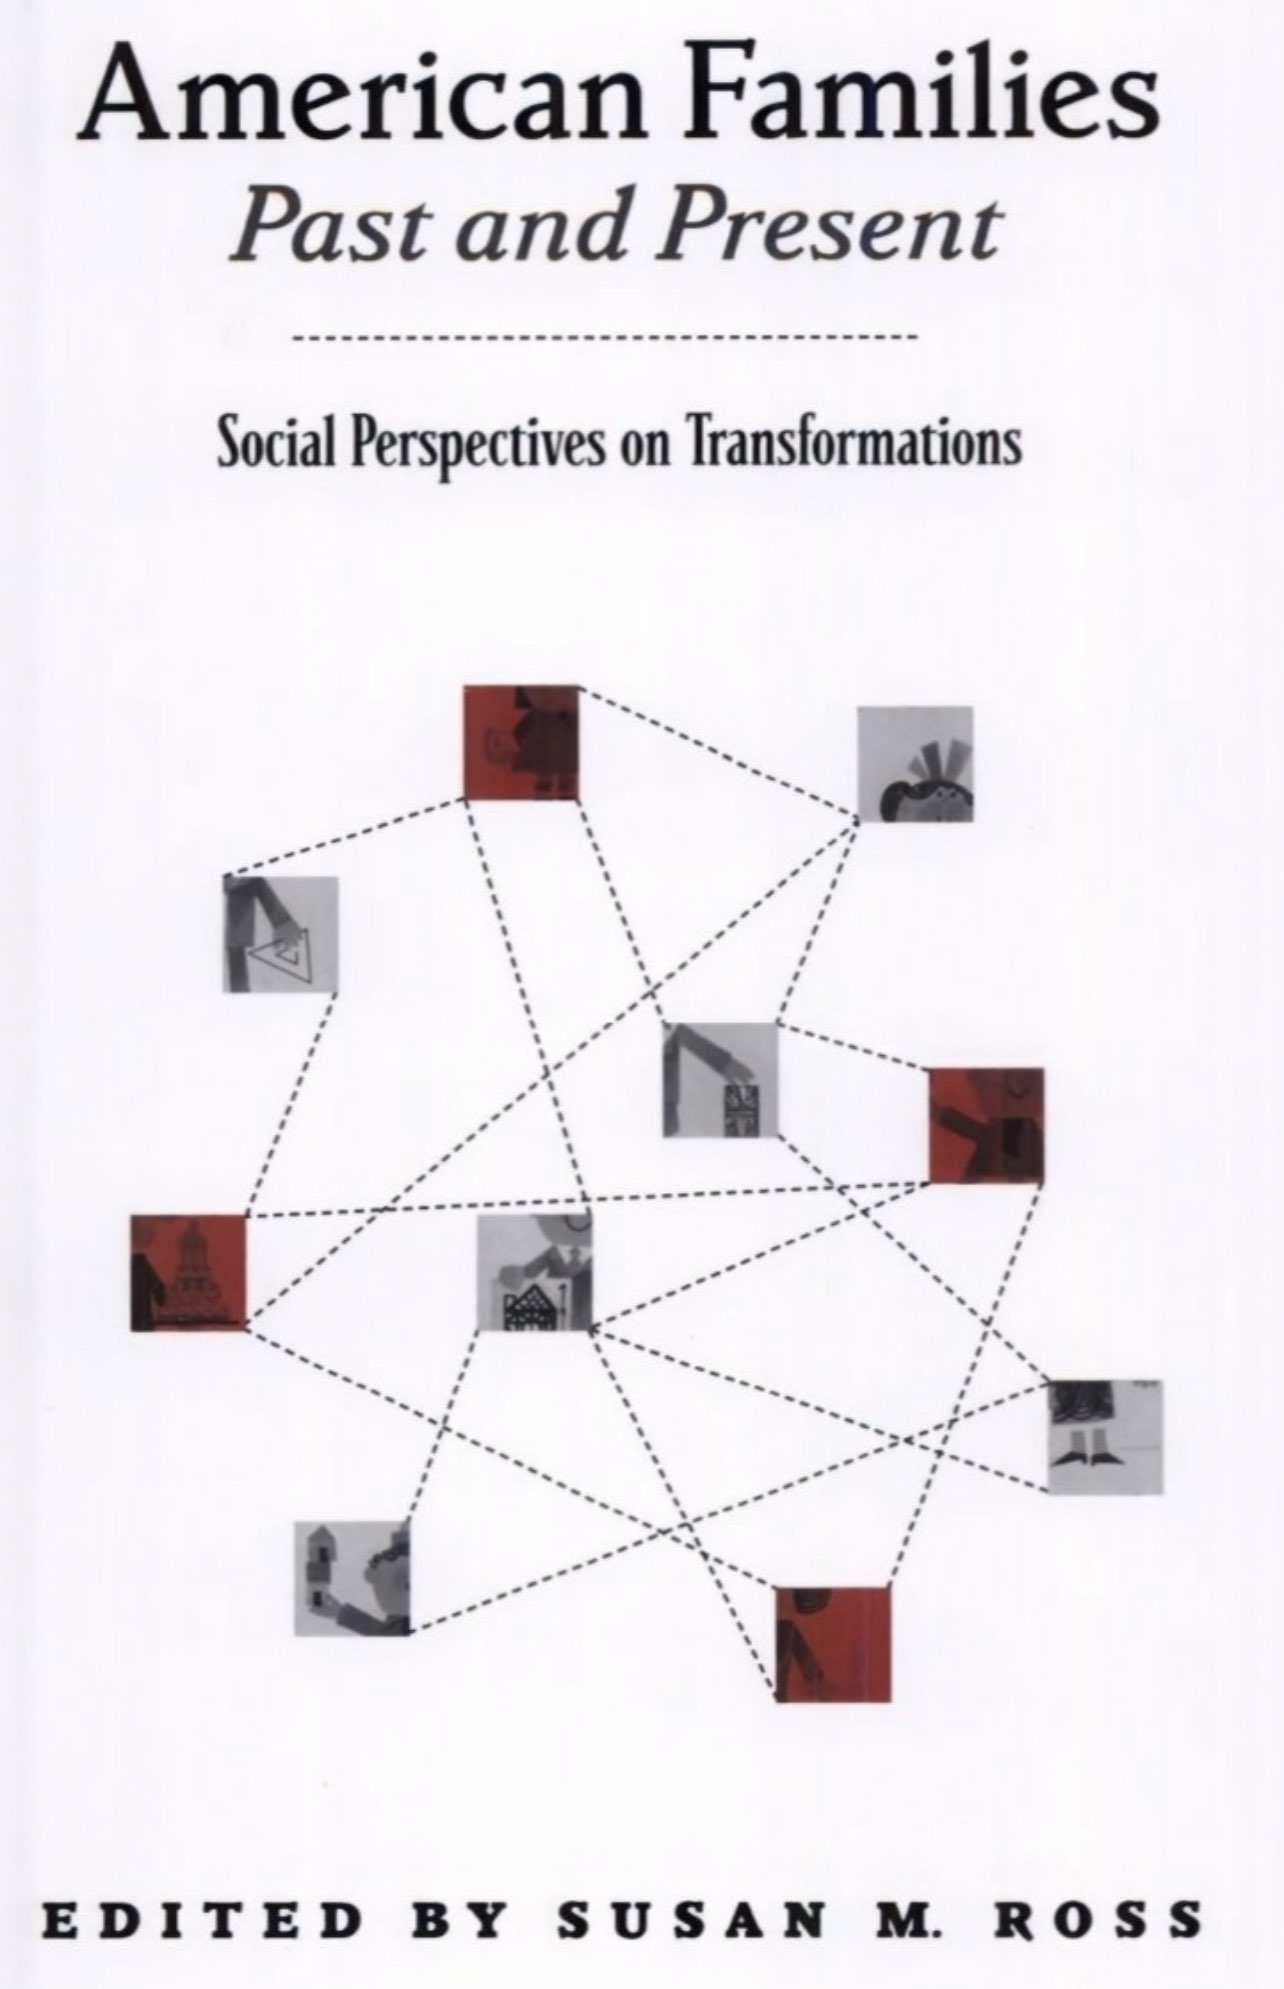 American Families
Past and Present
Social Perspectives on Transformations
EDITED BY SUSAN M. ROSS